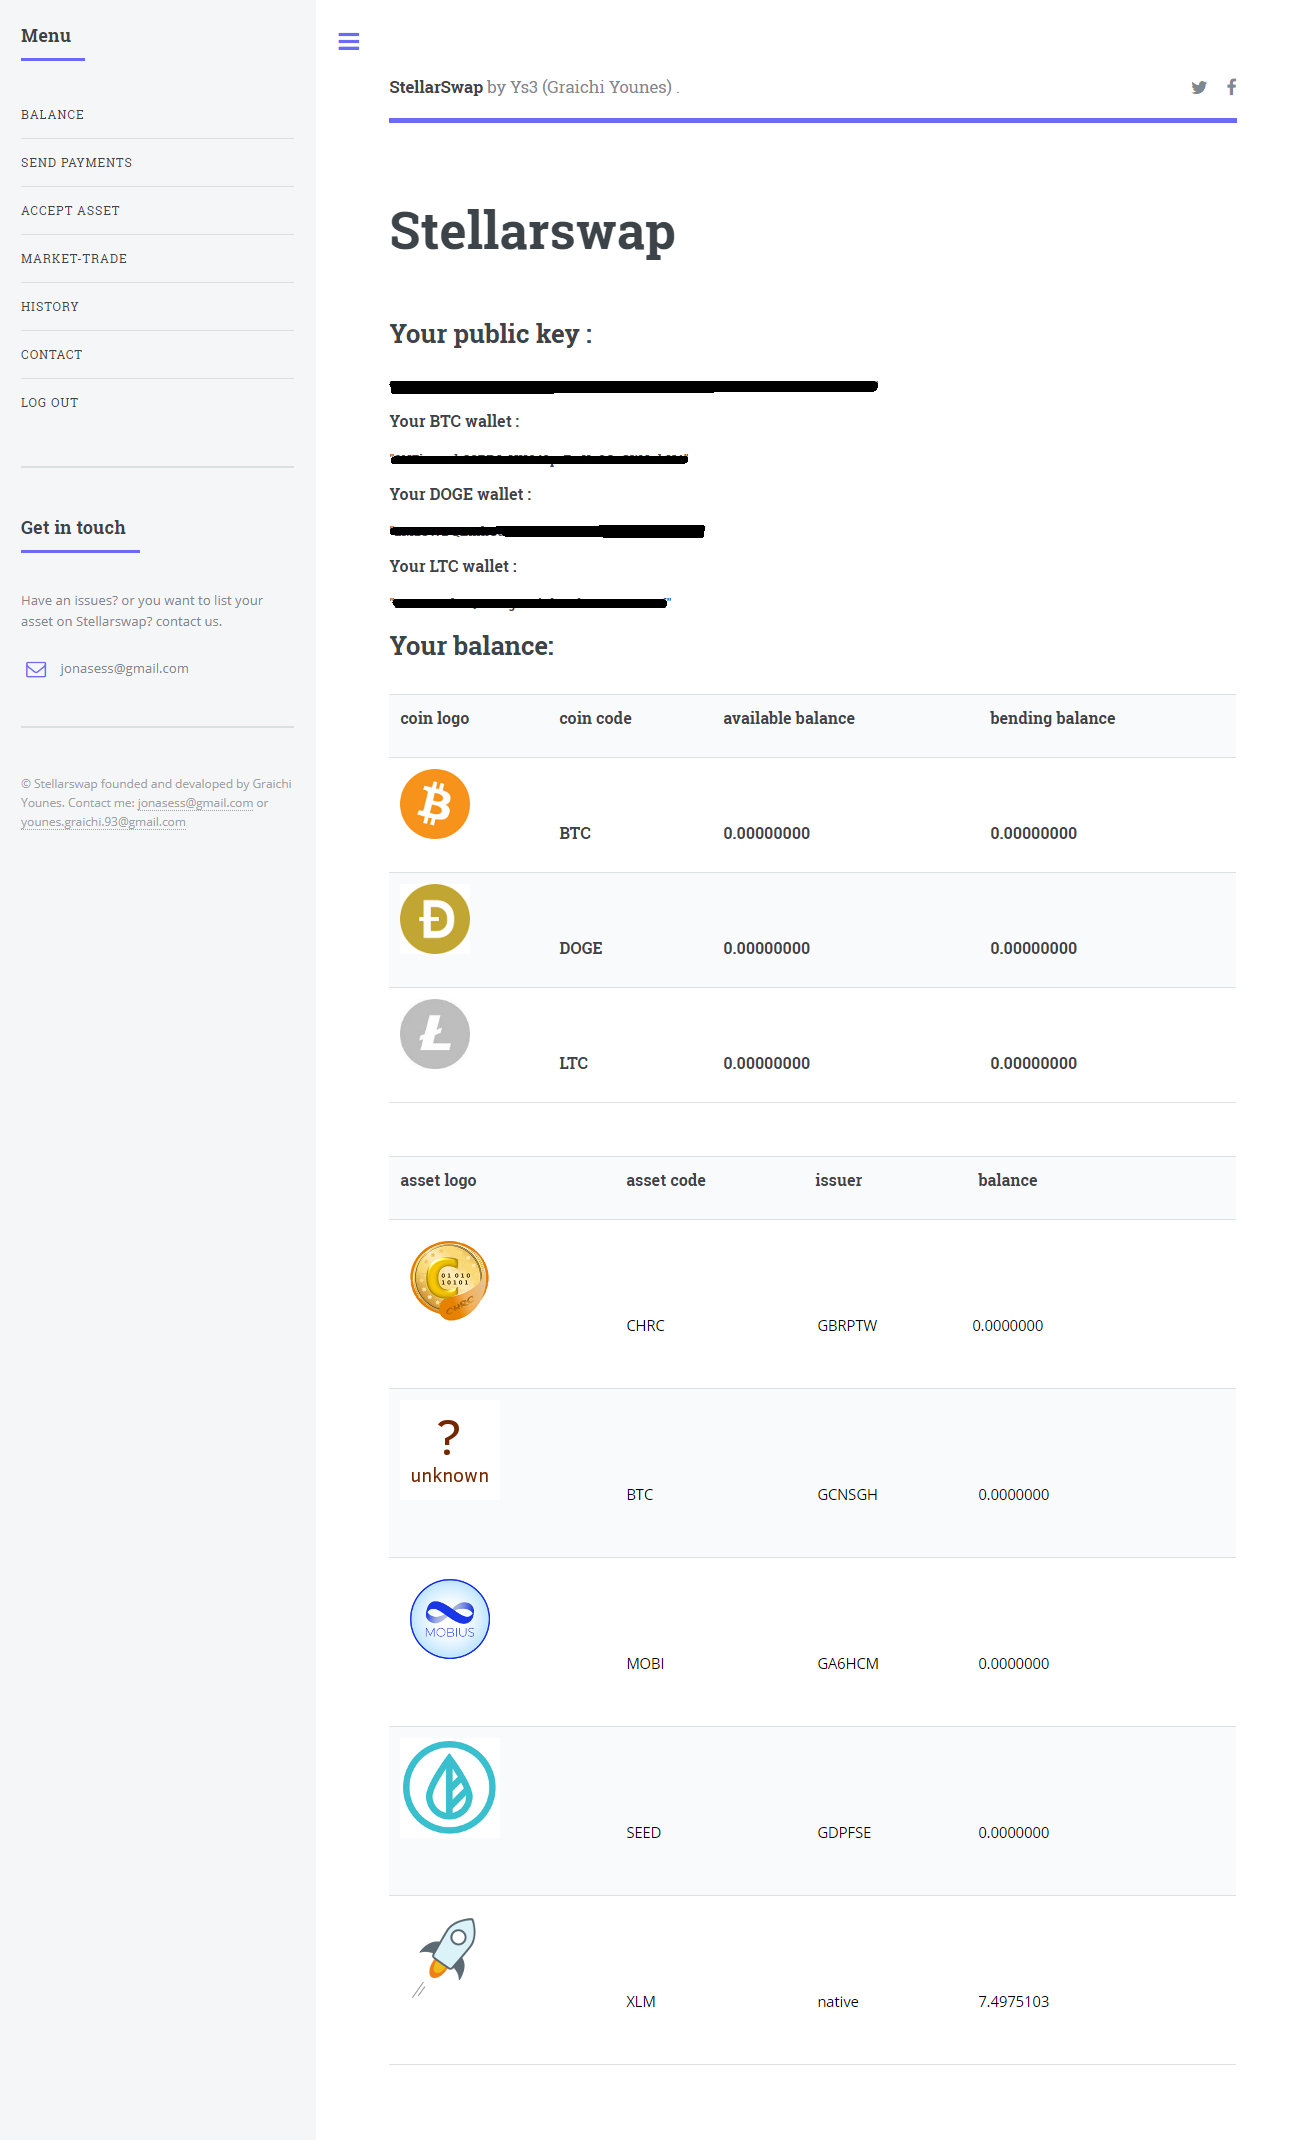 Menu
BALANCE
SEND PAYMENTS
ACCEPT ASSET
MARKET-TRADE
HISTORY
CONTACT
LOG OUT
Get in touch
Have an issues? or you want to list your
asset on Stellarswap? contact us.
jonasess@gmail.com
© Stellarswap founded and devaloped by Graichi
Younes. Contact me: jonasess@gmail.com or
younes.graichi.93@gmail.com
StellarSwap by Ys3 (Graichi Younes) .
Stellarswap
Your public key :
Your BTC wallet :
Your DOGE wallet :
Your LTC wallet :
Your balance:
coin logo coin code available balance bending balance
BTC 0.00000000 0.00000000
DOGE 0.00000000 0.00000000
LTC 0.00000000 0.00000000
asset logo asset code issuer balance
C
01 010
10101
CHRC
CHRC GBRPTW 0.0000000
?
unknown
BTC GCNSGH 0.0000000
MOBIUS
MOBI GA6HCM 0.0000000
SEED GDPFSE 0.0000000
XLM native 7.4975103